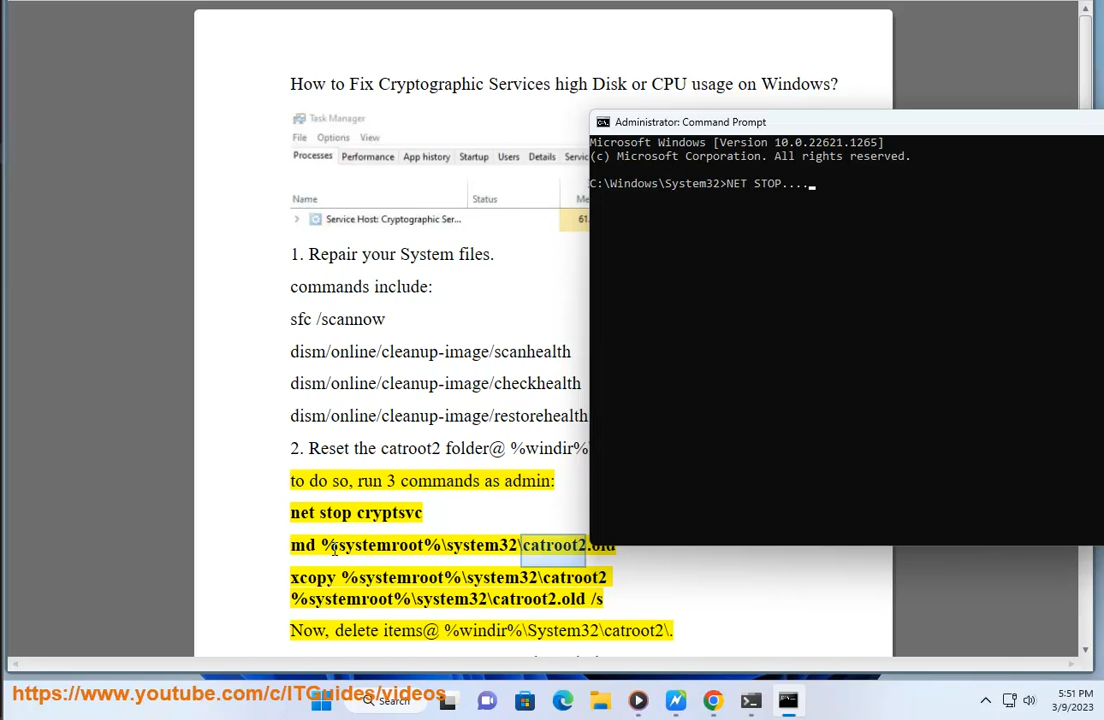 How to Fix Cryptographic Services high Disk or CPU usage on Windows?
Task Manager
File Options View
Processes Performance App history Startup Users Details Servic
Name Status Me
Service Host: Cryptographic Ser... 61.
1. Repair your System files.
commands include:
sfc /scannow
dism/online/cleanup-image/scanhealth
dism/online/cleanup-image/checkhealth
dism/online/cleanup-image/restorehealth
2. Reset the catroot2 folder@ %windir%
to do so, run 3 commands as admin:
net stop cryptsvc
md %systemroot%\system32\catroot2.old
xcopy %systemroot%\system32\catroot2
%systemroot%\system32\catroot2.old /s
Now, delete items@ %windir%\System32\catroot2\.
Administrator: Command Prompt
Microsoft Windows [Version 10.0.22621.1265]
(c) Microsoft Corporation. All rights reserved.
C:\Windows\System32>NET STOP....
https://www.youtube.com/c/ITGuides/videos
Search
5:51 PM
3/9/2023